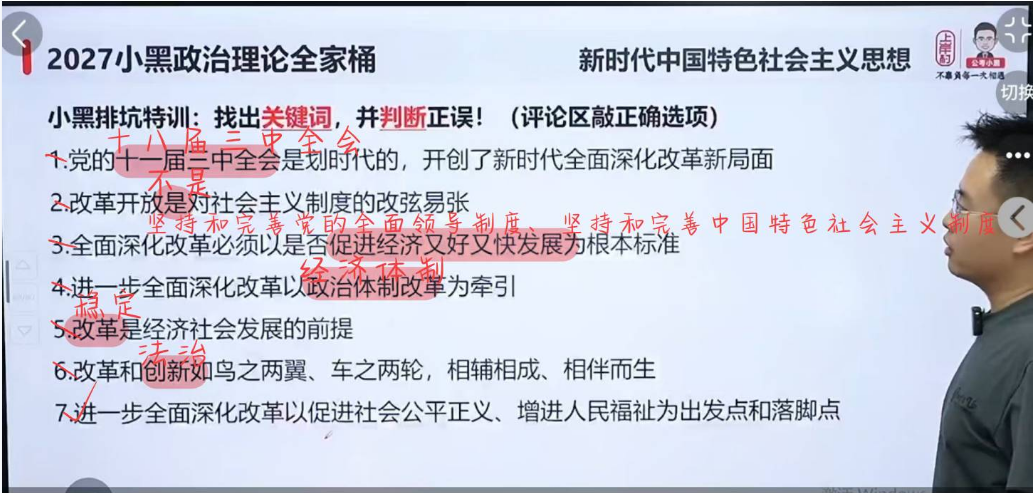 2027小黑政治理论全家桶
新时代中国特色社会主义思想
上岸村
公考小黑
不辜负每一次相遇
切换
小黑排坑特训：找出关键词，并判断正误！（评论区敲正确选项）
十八届三中全会
1.党的十一届三中全会是划时代的，开创了新时代全面深化改革新局面
不是
2.改革开放是对社会主义制度的改弦易张
坚持和完善党的全面领导制度、坚持和完善中国特色社会主义制度
3.全面深化改革必须以是否促进经济又好又快发展为根本标准
经济体制
4.进一步全面深化改革以政治体制改革为牵引
稳定
5.改革是经济社会发展的前提
法治
6.改革和创新如鸟之两翼、车之两轮，相辅相成、相伴而生
7.进一步全面深化改革以促进社会公平正义、增进人民福祉为出发点和落脚点